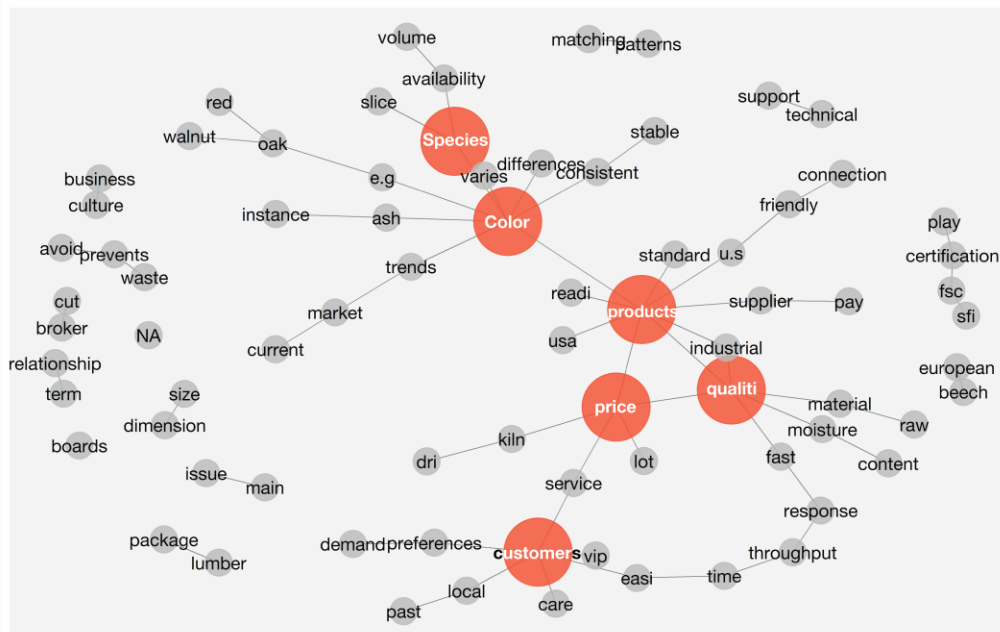 volume
matching
patterns
availability
red
slice
support
technical
stable
walnut
oak
Species
differences
consistent
varies
e.g
connection
business
culture
instance
ash
Color
friendly
play
avoid
prevents
waste
trends
standard
u.s
certification
cut
broker
NA
market
readi
products
supplier
pay
fsc
sfi
usa
current
industrial
relationship
term
european
beech
size
dimension
price
qualiti
material
moisture
raw
boards
kiln
dri
lot
fast
content
issue
main
service
response
package
lumber
demand
preferences
customers
vip
throughput
easi
time
local
past
care